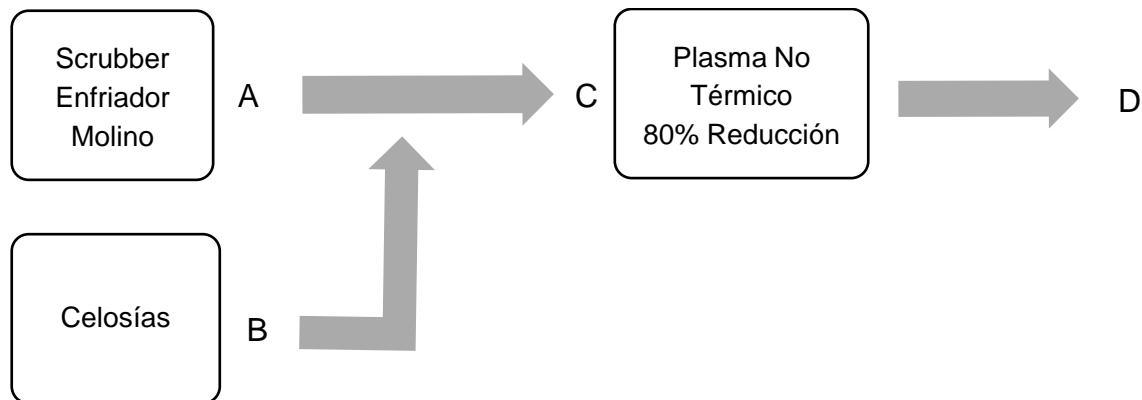 Scrubber
Enfriador
Molino
A
C
Plasma No
Térmico
80% Reducción
D
Celosías
B